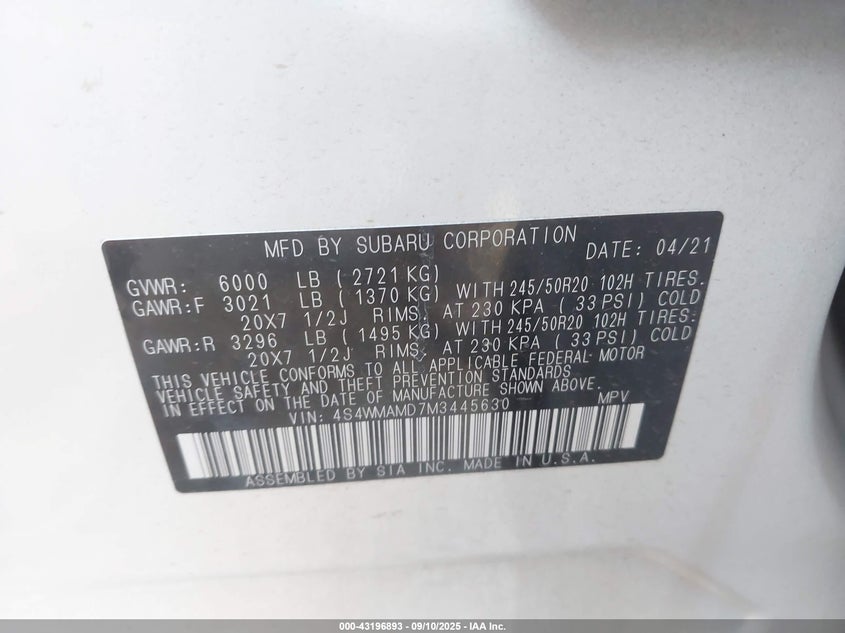 MFD BY SUBARU CORPORATION DATE: 04/21
GVWR: 6000 LB ( 2721 KG)
GAWR:F 3021 LB ( 1370 KG) WITH 245/50R20 102H TIRES.
20X7 1/2J RIMS. AT 230 KPA ( 33 PSI) COLD
GAWR:R 3296 LB ( 1495 KG) WITH 245/50R20 102H TIRES:
20X7 1/2J RIMS. AT 230 KPA ( 33 PSI) COLD
THIS VEHICLE CONFORMS TO ALL APPLICABLE FEDERAL MOTOR
VEHICLE SAFETY AND THEFT PREVENTION STANDARDS
IN EFFECT ON THE DATE OF MANUFACTURE SHOWN ABOVE.
VIN: 4S4WMAMD7M3445630 MPV
ASSEMBLED BY SIA INC. MADE IN U.S.A.
000-43196893 - 09/10/2025 - IAA Inc.